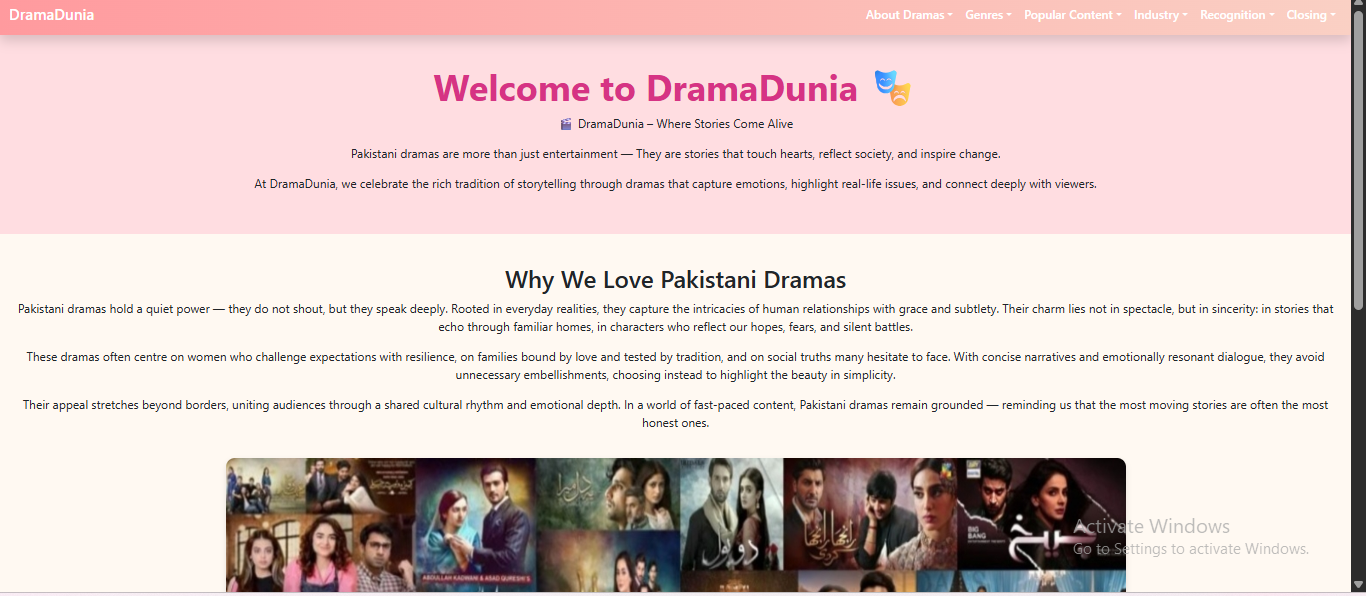 DramaDunia
About Dramas
Genres
Popular Content
Industry
Recognition
Closing
Welcome to DramaDunia
DramaDunia – Where Stories Come Alive
Pakistani dramas are more than just entertainment — They are stories that touch hearts, reflect society, and inspire change.
At DramaDunia, we celebrate the rich tradition of storytelling through dramas that capture emotions, highlight real-life issues, and connect deeply with viewers.
Why We Love Pakistani Dramas
Pakistani dramas hold a quiet power — they do not shout, but they speak deeply. Rooted in everyday realities, they capture the intricacies of human relationships with grace and subtlety. Their charm lies not in spectacle, but in sincerity: in stories that
echo through familiar homes, in characters who reflect our hopes, fears, and silent battles.
These dramas often centre on women who challenge expectations with resilience, on families bound by love and tested by tradition, and on social truths many hesitate to face. With concise narratives and emotionally resonant dialogue, they avoid
unnecessary embellishments, choosing instead to highlight the beauty in simplicity.
Their appeal stretches beyond borders, uniting audiences through a shared cultural rhythm and emotional depth. In a world of fast-paced content, Pakistani dramas remain grounded — reminding us that the most moving stories are often the most
honest ones.
دو بول
رانجھا رانجھا
کردی
چیخ
BIG
BANG
ABDULLAH KADWANI & ASAD QURESHI'S
Activate Windows
Go to Settings to activate Windows.